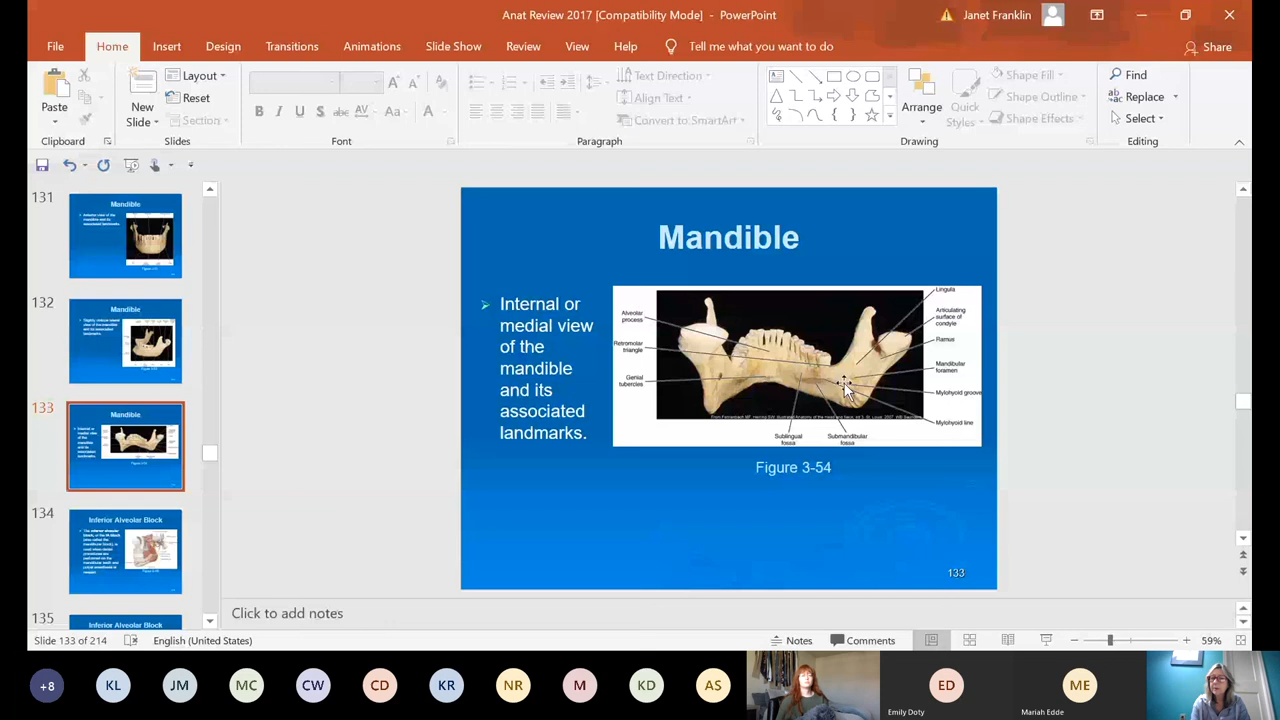 Anat Review 2017 [Compatibility Mode] - PowerPoint
Janet Franklin
File Home Insert Design Transitions Animations Slide Show Review View Help Tell me what you want to do
Share
Paste
New
Slide
Layout
Reset
Section
Text Direction
Align Text
Convert to SmartArt
Arrange
Quick
Styles
Shape Fill
Shape Outline
Shape Effects
Find
Replace
Select
Clipboard Slides Font Paragraph Drawing Editing
131
Mandible
132
Mandible
133
Mandible
134
Inferior Alveolar Block
135
Inferior Alveolar Block
Mandible
Internal or
medial view
of the
mandible
and its
associated
landmarks.
Alveolar
process
Retromolar
triangle
Genial
tubercles
Lingula
Articulating
surface of
condyle
Ramus
Mandibular
foramen
Mylohyoid groove
Mylohyoid line
Sublingual
fossa
Submandibular
fossa
Figure 3-54
133
Click to add notes
Slide 133 of 214
English (United States)
Notes
Comments
59%
+8 KL JM MC CW CD KR NR M KD AS ED ME
Emily Doty
Mariah Edde